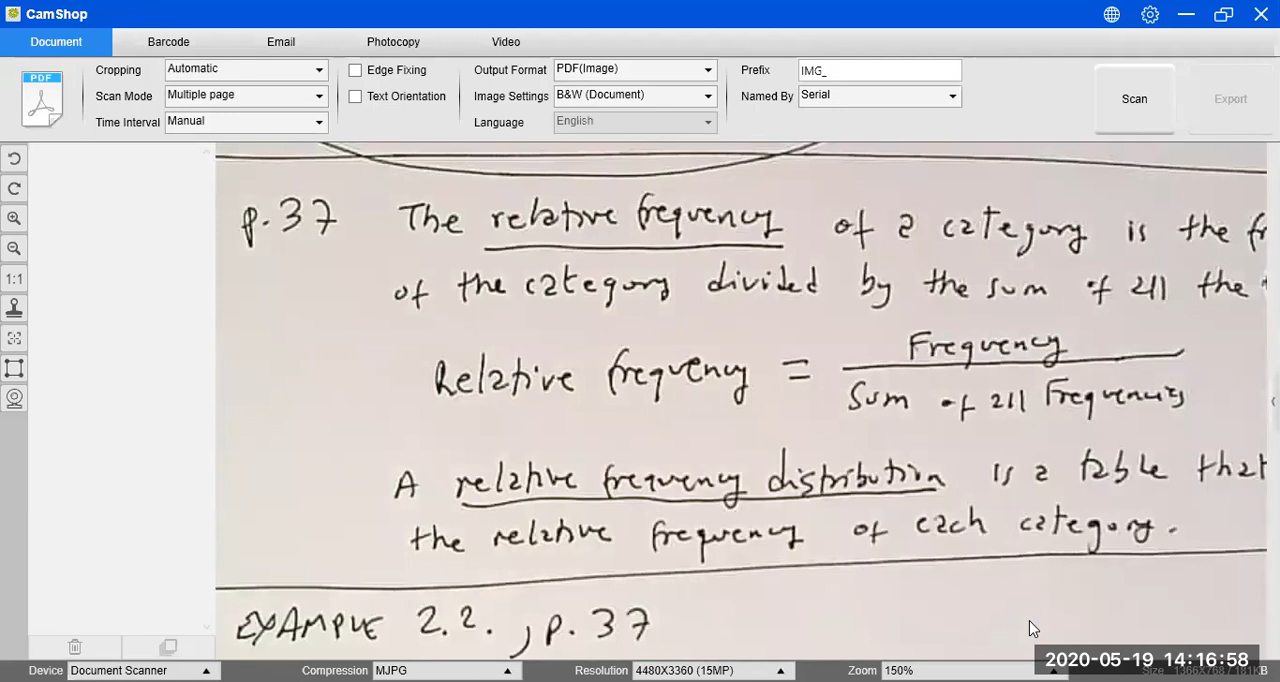 CamShop
Document Barcode Email Photocopy Video
PDF Cropping Automatic Edge Fixing Output Format PDF(Image) Prefix IMG_
Scan Mode Multiple page Text Orientation Image Settings B&W (Document) Named By Serial Scan Export
Time Interval Manual Language English
1:1
p.37 The relative frequency of a category is the
of the category divided by the sum of all the
Relative frequency = Frequency
Sum of all Frequencies
A relative frequency distribution is a table that
the relative frequency of each category.
EXAMPLE 2.2., p.37
2020-05-19 14:16:58
Device Document Scanner Compression MJPG Resolution 4480X3360 (15MP) Zoom 150%